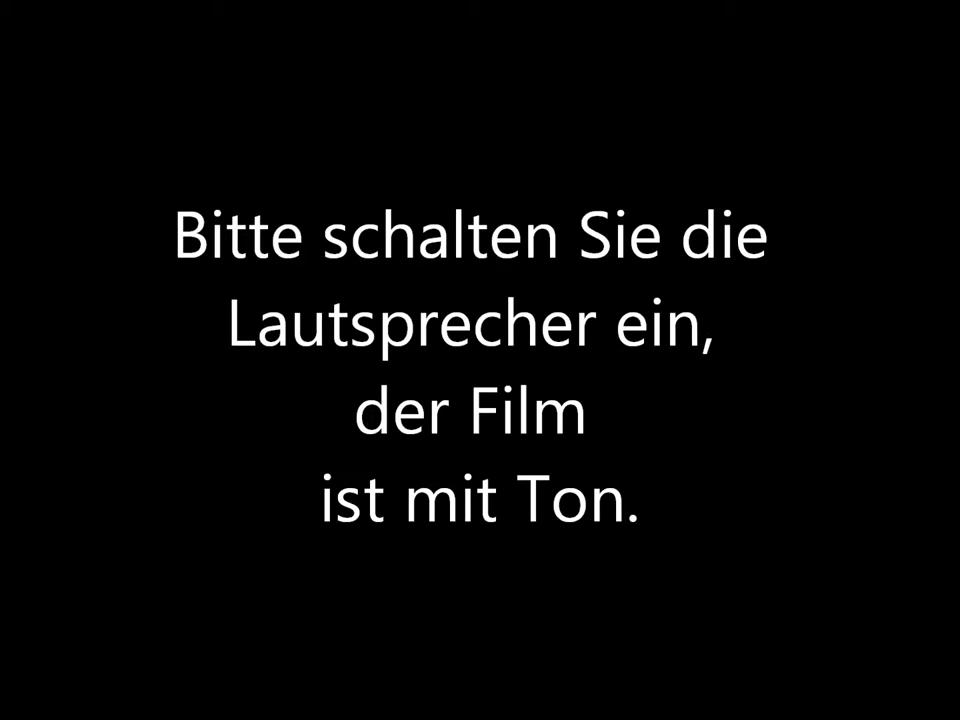 Bitte schalten Sie die
Lautsprecher ein,
der Film
ist mit Ton.